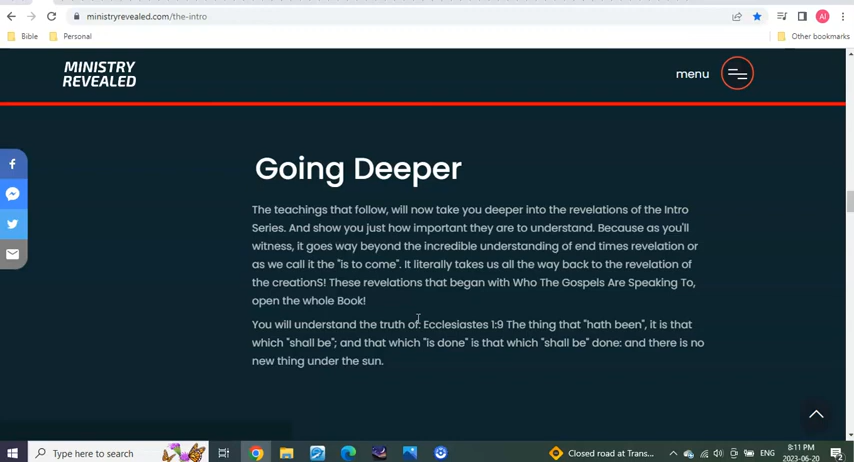 ministryrevealed.com/the-intro
AI
Bible
Personal
Other bookmarks
MINISTRY
REVEALED
menu
Going Deeper
The teachings that follow, will now take you deeper into the revelations of the Intro
Series. And show you just how important they are to understand. Because as you'll
witness, it goes way beyond the incredible understanding of end times revelation or
as we call it the "is to come". It literally takes us all the way back to the revelation of
the creationS! These revelations that began with Who The Gospels Are Speaking To,
open the whole Book!
You will understand the truth of: Ecclesiastes 1:9 The thing that "hath been", it is that
which "shall be"; and that which "is done" is that which "shall be" done: and there is no
new thing under the sun.
Type here to search
Closed road at Trans...
ENG
8:11 PM
2023-06-20
2